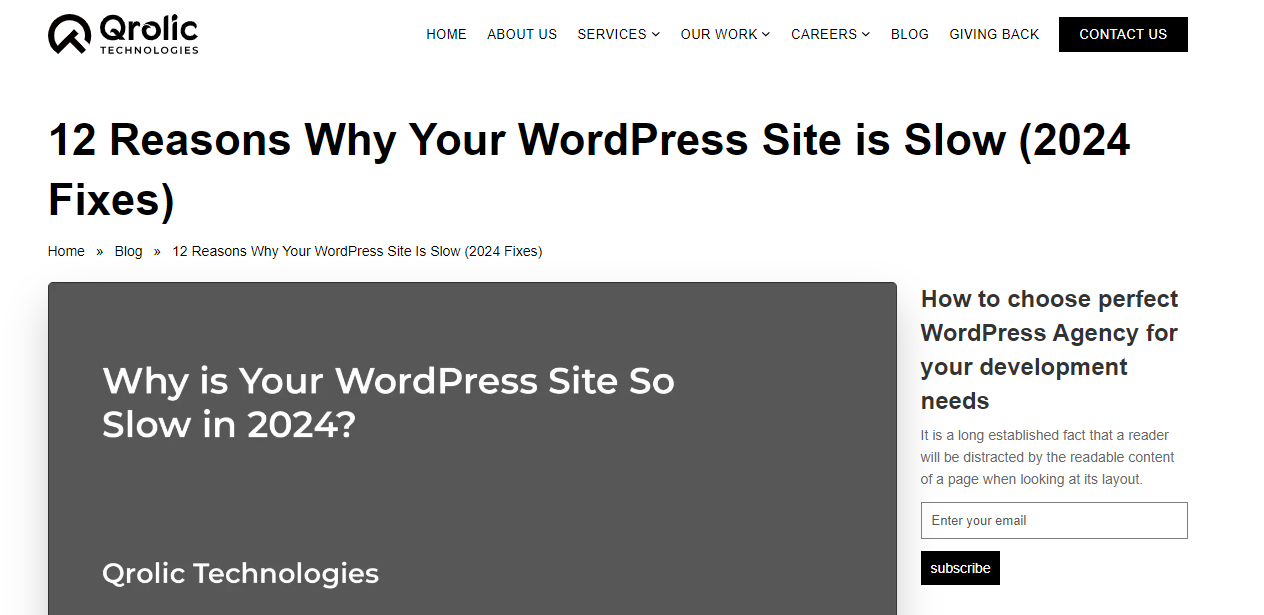 Qrolic
TECHNOLOGIES
HOME
ABOUT US
SERVICES
OUR WORK
CAREERS
BLOG
GIVING BACK
CONTACT US
12 Reasons Why Your WordPress Site is Slow (2024
Fixes)
Home » Blog » 12 Reasons Why Your WordPress Site Is Slow (2024 Fixes)
Why is Your WordPress Site So
Slow in 2024?
Qrolic Technologies
How to choose perfect
WordPress Agency for
your development
needs
It is a long established fact that a reader
will be distracted by the readable content
of a page when looking at its layout.
Enter your email
subscribe